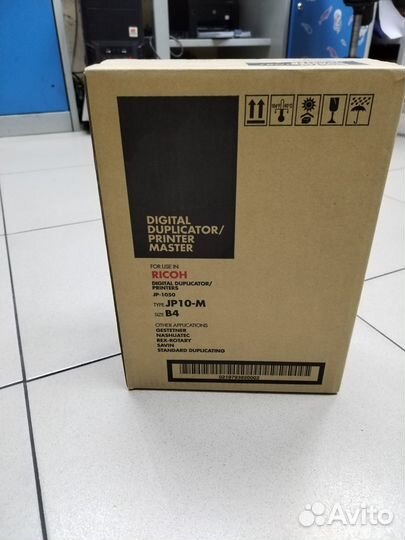 DIGITAL
DUPLICATOR/
PRINTER
MASTER
FOR USE IN
RICOH
DIGITAL DUPLICATOR/
PRINTERS
JP-1050
TYPE JP10-M
SIZE B4
OTHER APPLICATIONS
GESTETNER
NASHUATEC
REX-ROTARY
SAVIN
STANDARD DUPLICATING
Avito